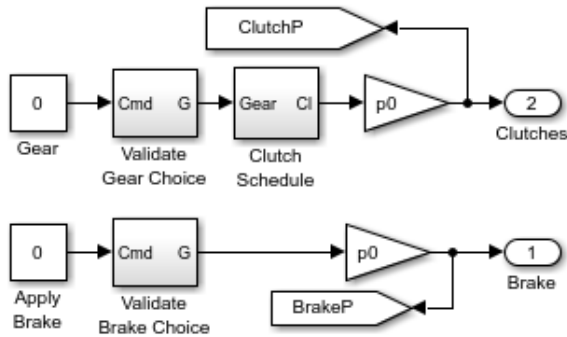 ClutchP
0
Cmd G
Gear Cl
p0
2
Gear
Validate
Gear Choice
Clutch
Schedule
Clutches
0
Cmd G
p0
1
Apply
Brake
Validate
Brake Choice
BrakeP
Brake